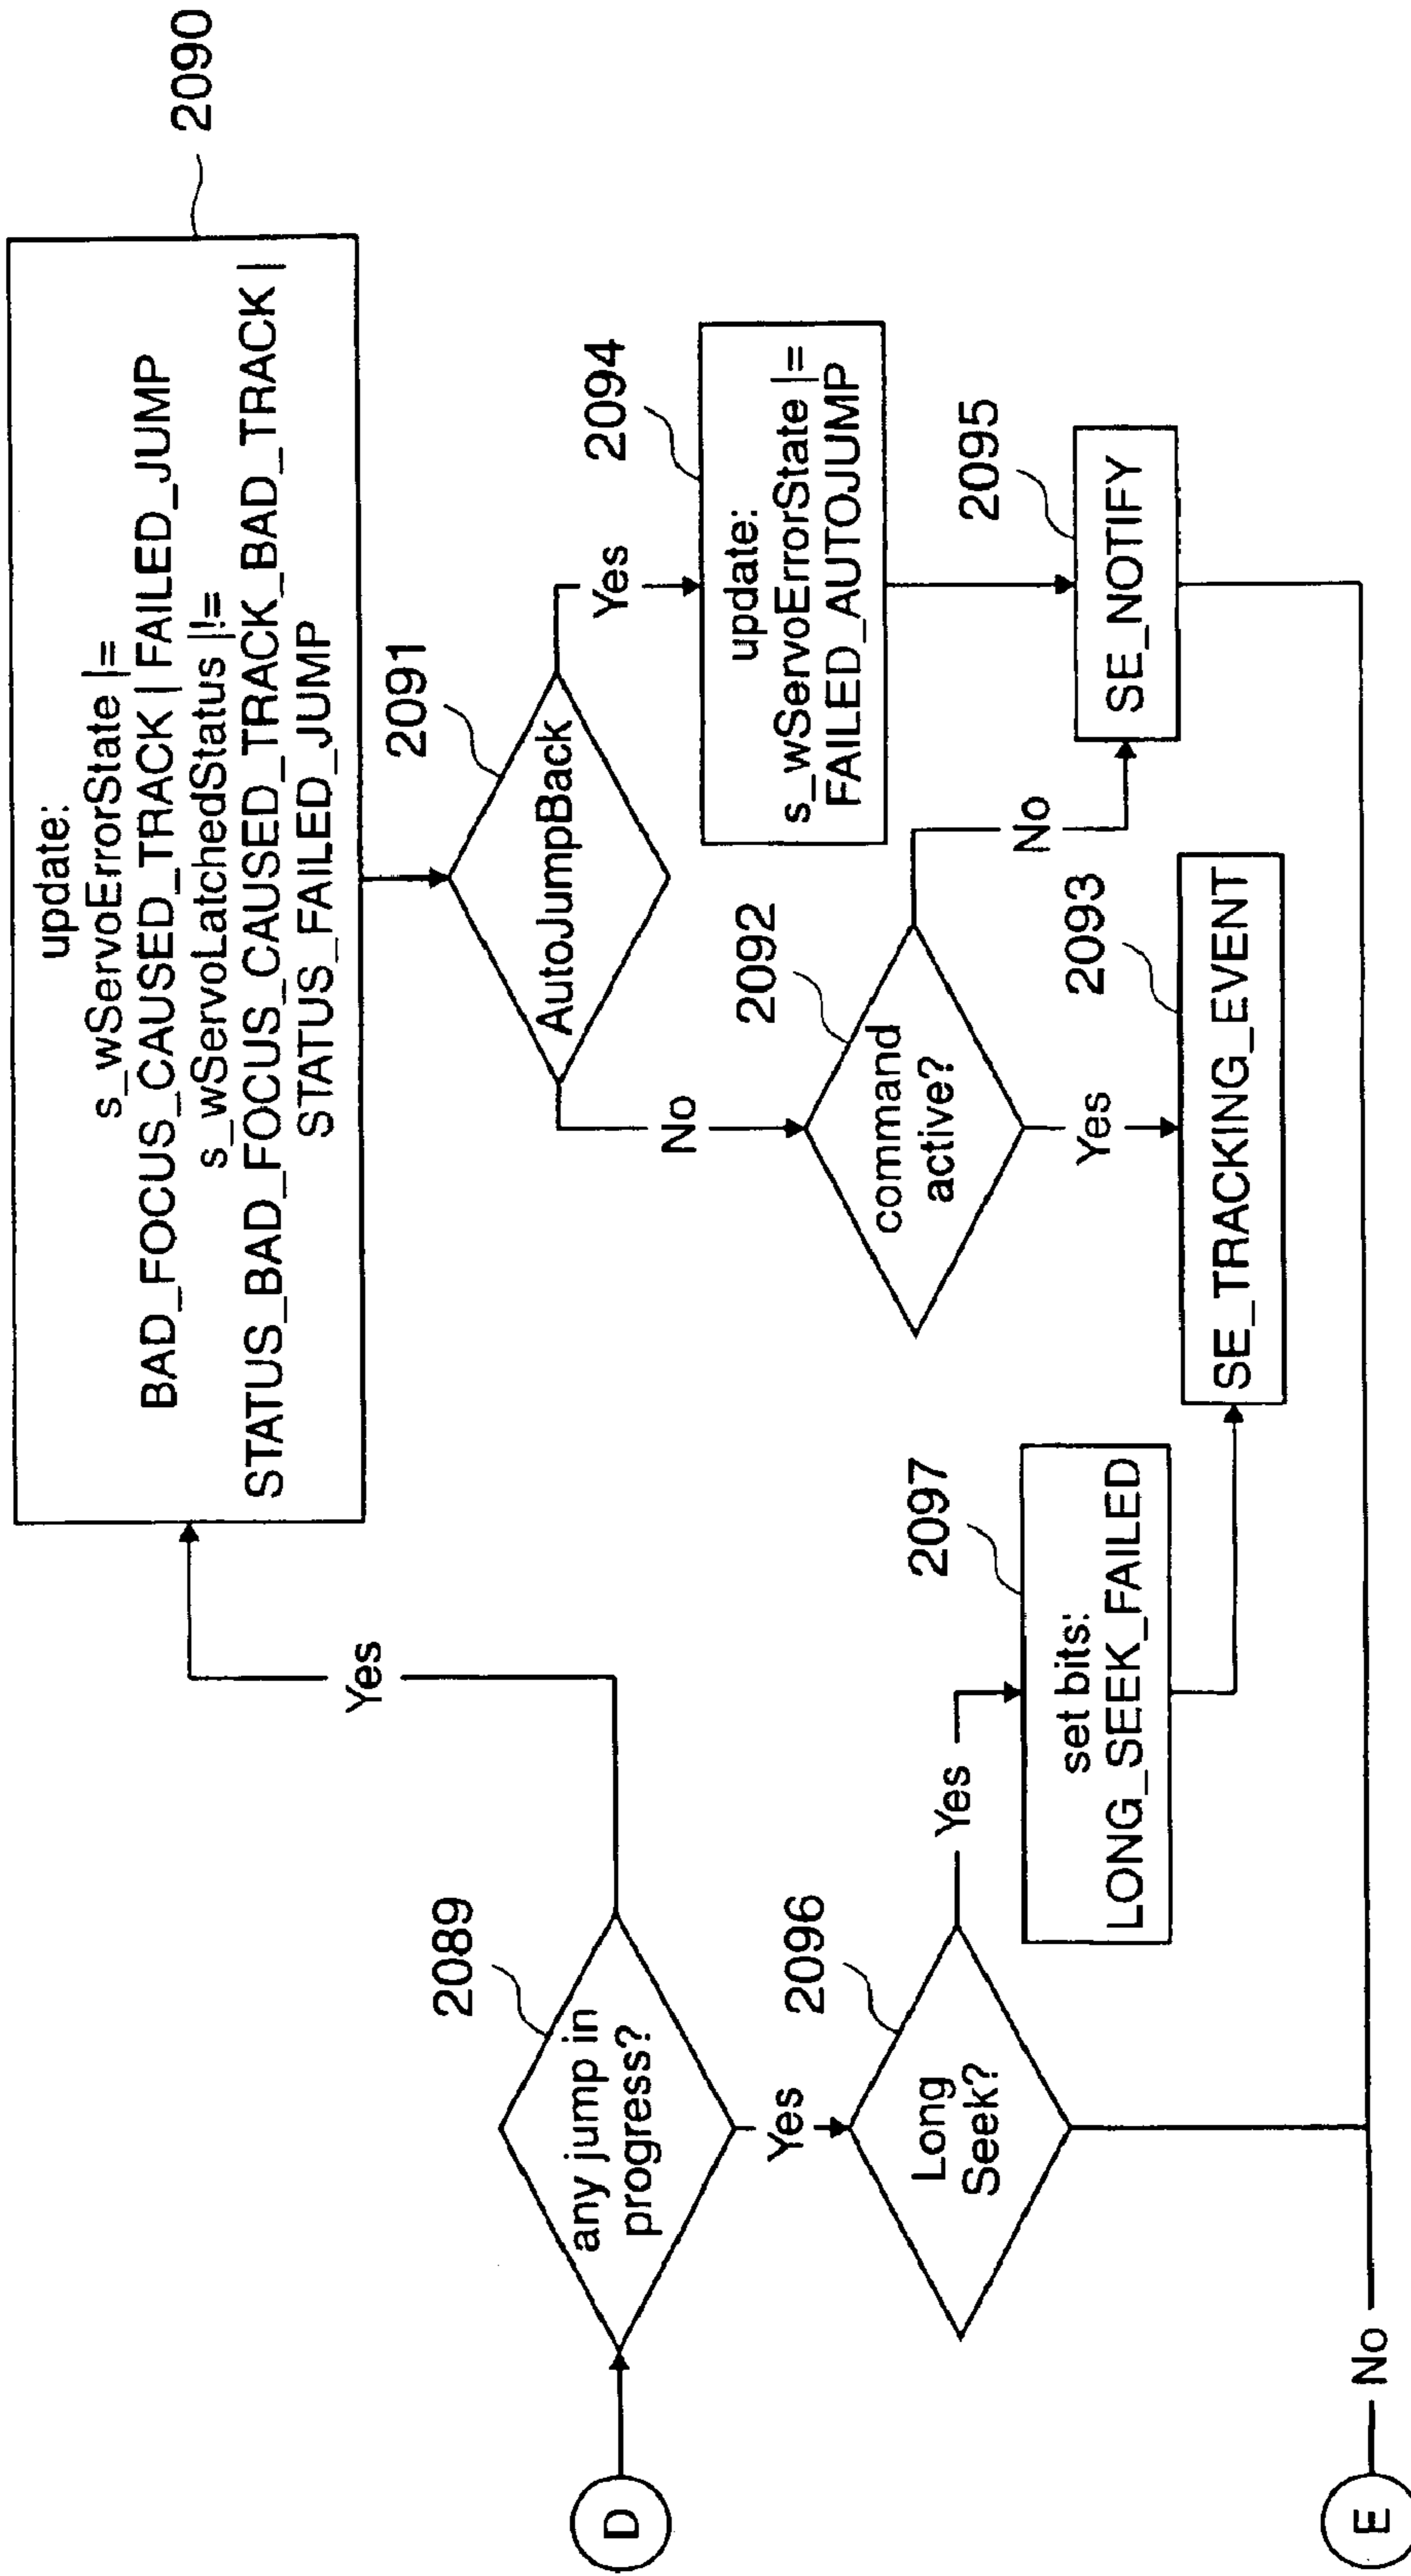 update:
s_wServoErrorState |=
BAD_FOCUS_CAUSED_TRACK | FAILED_JUMP
s_wServoLatchedStatus |!=
STATUS_BAD_FOCUS_CAUSED_TRACK_BAD_TRACK |
STATUS_FAILED_JUMP
2090
Yes
2091
AutoJumpBack
Yes
No
2094
update:
s_wServoErrorState |=
FAILED_AUTOJUMP
2089
any jump in
progress?
D
Yes
2092
command
active?
No
Yes
2095
SE_NOTIFY
2096
Long
Seek?
Yes
2097
set bits:
LONG_SEEK_FAILED
2093
SE_TRACKING_EVENT
E
No